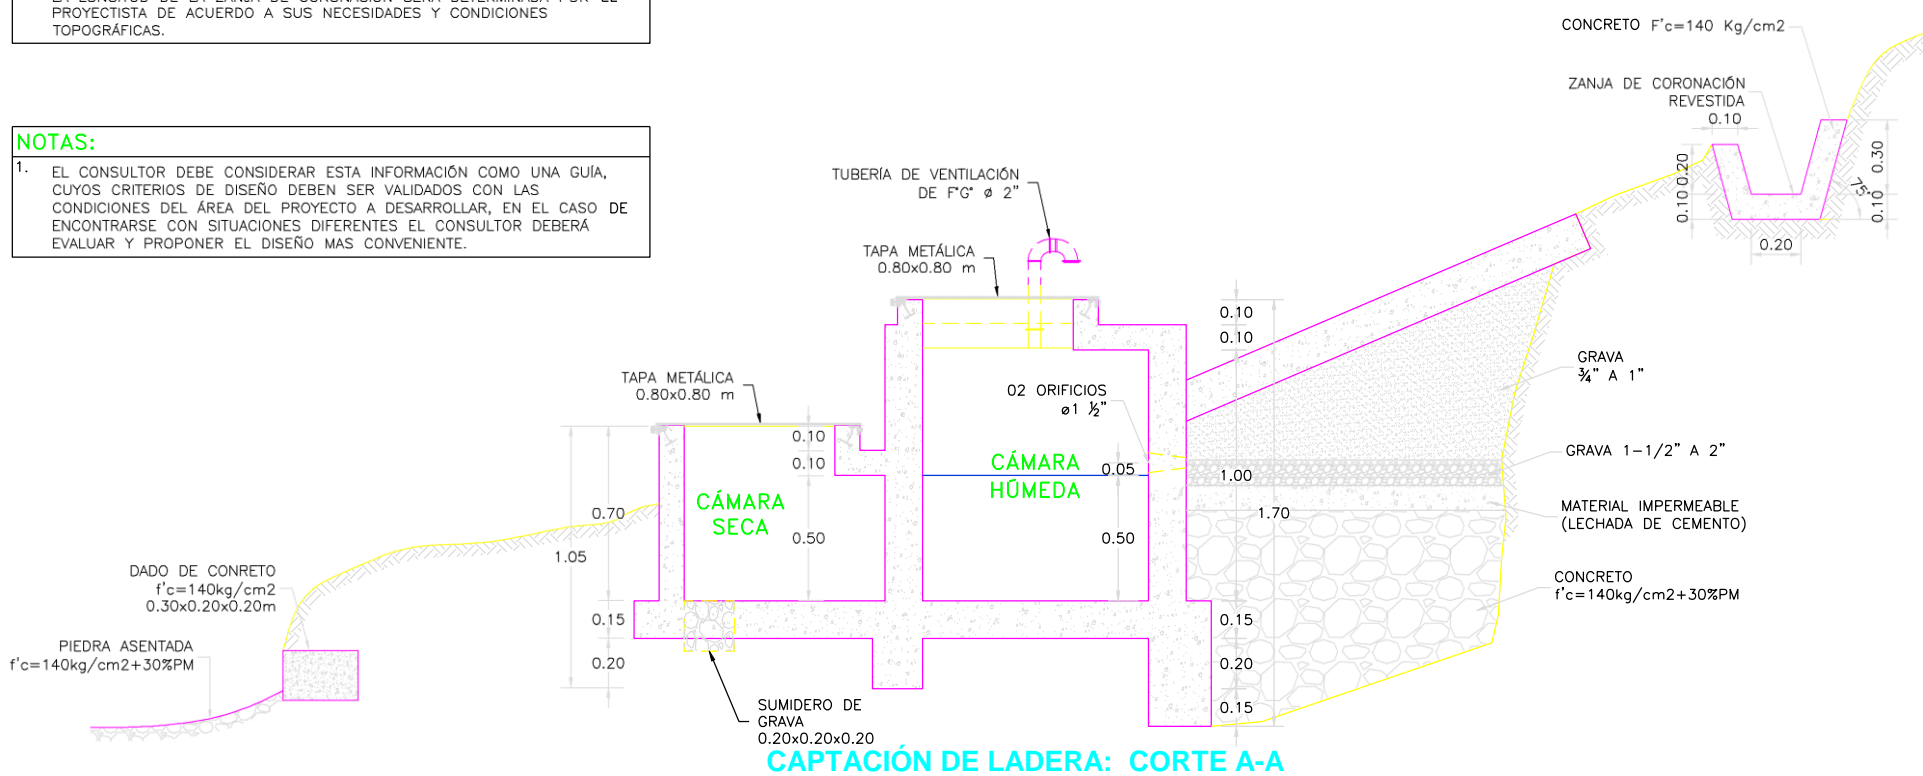 PROYECTISTA DE ACUERDO A SUS NECESIDADES Y CONDICIONES
TOPOGRÁFICAS.
NOTAS:
1. EL CONSULTOR DEBE CONSIDERAR ESTA INFORMACIÓN COMO UNA GUÍA,
CUYOS CRITERIOS DE DISEÑO DEBEN SER VALIDADOS CON LAS
CONDICIONES DEL ÁREA DEL PROYECTO A DESARROLLAR, EN EL CASO DE
ENCONTRARSE CON SITUACIONES DIFERENTES EL CONSULTOR DEBERÁ
EVALUAR Y PROPONER EL DISEÑO MAS CONVENIENTE.
CONCRETO F'c=140 Kg/cm2
ZANJA DE CORONACIÓN
REVESTIDA
0.10
0.20
0.10
0.30
0.10
75°
0.20
TUBERÍA DE VENTILACIÓN
DE F°G° ø 2"
TAPA METÁLICA
0.80x0.80 m
TAPA METÁLICA
0.80x0.80 m
02 ORIFICIOS
ø1 ½"
0.10
0.10
1.00
1.70
0.15
0.20
0.15
GRAVA
¾" A 1"
GRAVA 1-1/2" A 2"
MATERIAL IMPERMEABLE
(LECHADA DE CEMENTO)
CONCRETO
f'c=140kg/cm2+30%PM
CÁMARA
HÚMEDA
0.05
0.50
CÁMARA
SECA
0.10
0.10
0.50
0.70
1.05
0.15
0.20
DADO DE CONRETO
f'c=140kg/cm2
0.30x0.20x0.20m
PIEDRA ASENTADA
f'c=140kg/cm2+30%PM
SUMIDERO DE
GRAVA
0.20x0.20x0.20
CAPTACIÓN DE LADERA: CORTE A-A